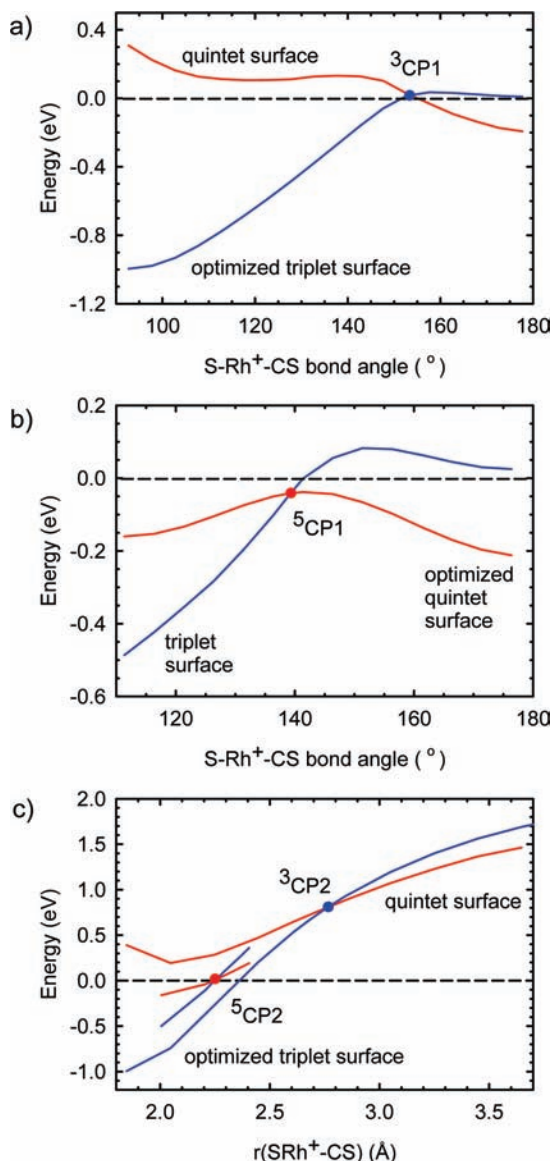 a)
0.4
quintet surface
³CP1
0.0
Energy (eV)
-0.4
-0.8
optimized triplet surface
-1.2
100 120 140 160 180
S-Rh⁺-CS bond angle (°)
b)
0.2
0.0
⁵CP1
Energy (eV)
-0.2
optimized
quintet
surface
-0.4
triplet
surface
-0.6
120 140 160 180
S-Rh⁺-CS bond angle (°)
c)
2.0
1.5
³CP2
1.0
quintet surface
Energy (eV)
0.5
0.0
⁵CP2
-0.5
optimized triplet surface
-1.0
2.0 2.5 3.0 3.5
r(SRh⁺-CS) (Å)